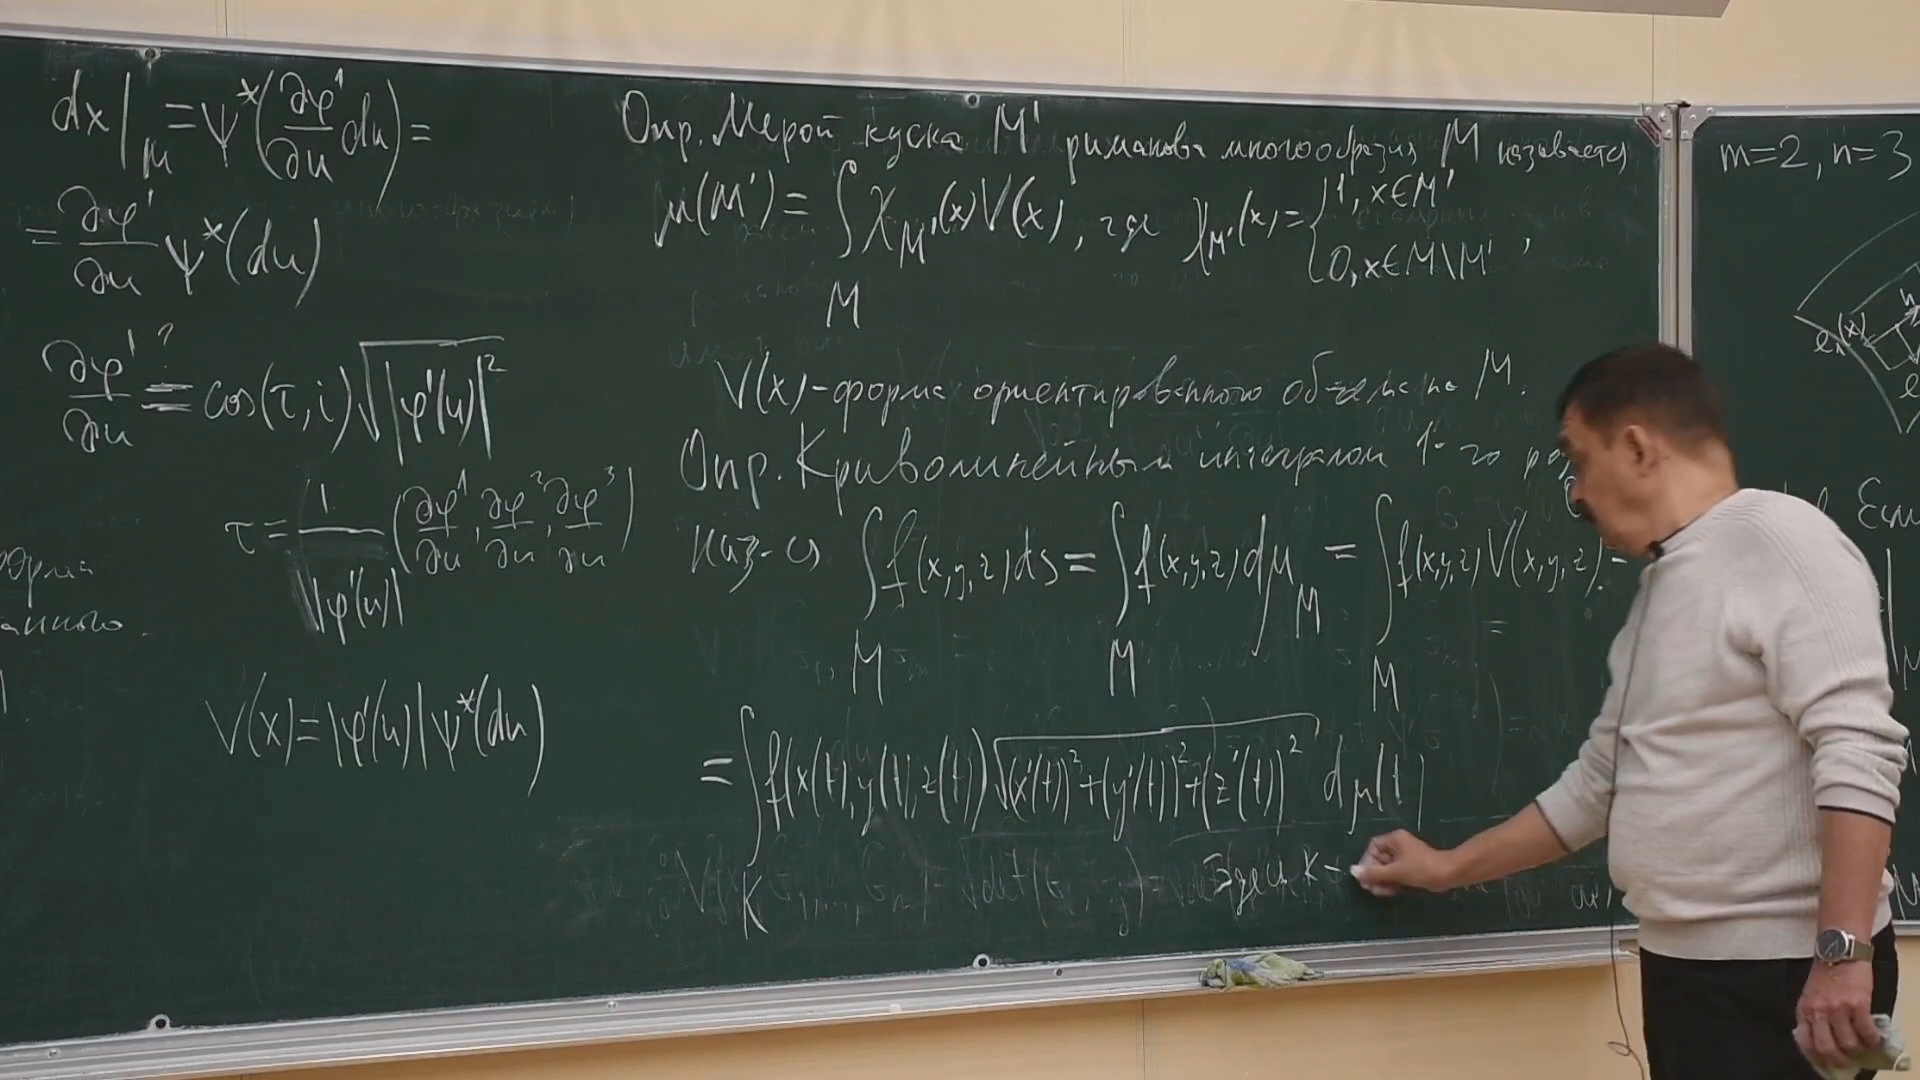 dx|_M = ψ*(∂φ¹/∂u du) =
= ∂φ¹/∂u ψ*(du)
∂φ¹/∂u =? cos(τ, i) √|φ'(u)|²
τ = 1/|φ'(u)| (∂φ¹/∂u, ∂φ²/∂u, ∂φ³/∂u)
V(x) = |φ'(u)| ψ*(du)
Опр. Мерой куска M' риманова многообразия M называется
μ(M') = ∫_M χ_M'(x) V(x), где χ_M'(x) = {1, x∈M' 0, x∈M\M',
V(x) - форма ориентированного объёма на M.
Опр. Криволинейным интегралом 1-го
наз-ся ∫_M f(x,y,z) ds = ∫_M f(x,y,z) dμ_M = ∫_M f(x,y,z) V(x,y,z) =
=
= ∫_K f(x(t), y(t), z(t)) √((x'(t))² + (y'(t))² + (z'(t))²) dμ(t)
Здесь K -
m=2, n=3
Если